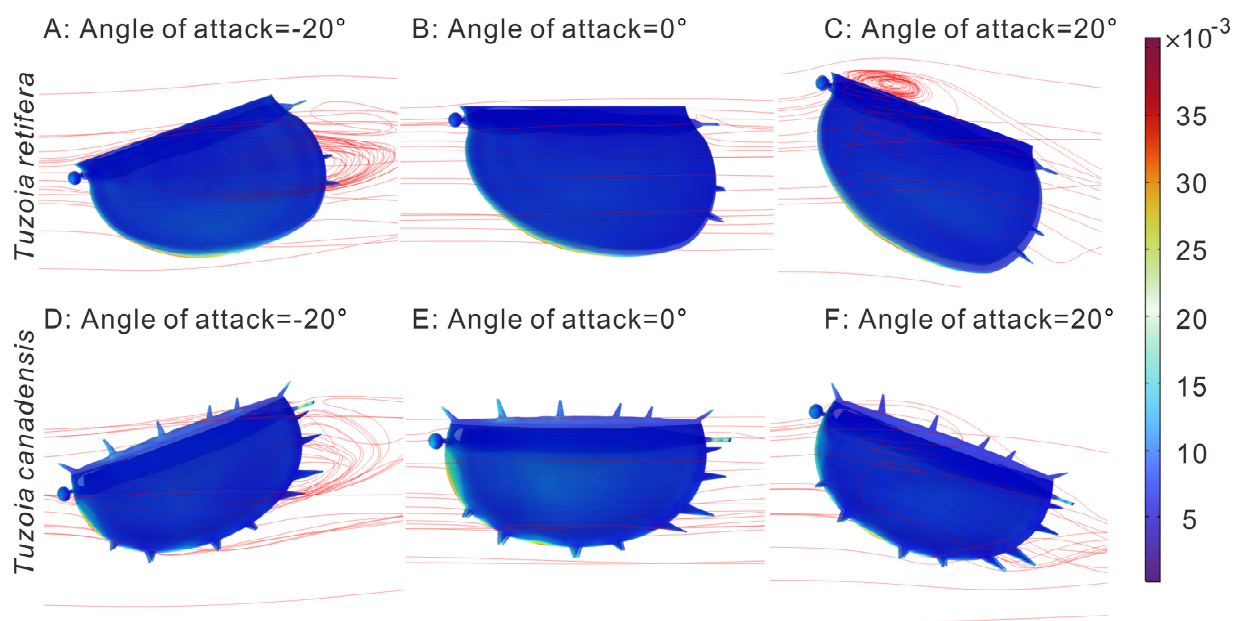 A: Angle of attack=-20°
B: Angle of attack=0°
C: Angle of attack=20°
×10⁻³
Tuzoia retifera
35
30
25
20
15
10
5
D: Angle of attack=-20°
E: Angle of attack=0°
F: Angle of attack=20°
Tuzoia canadensis